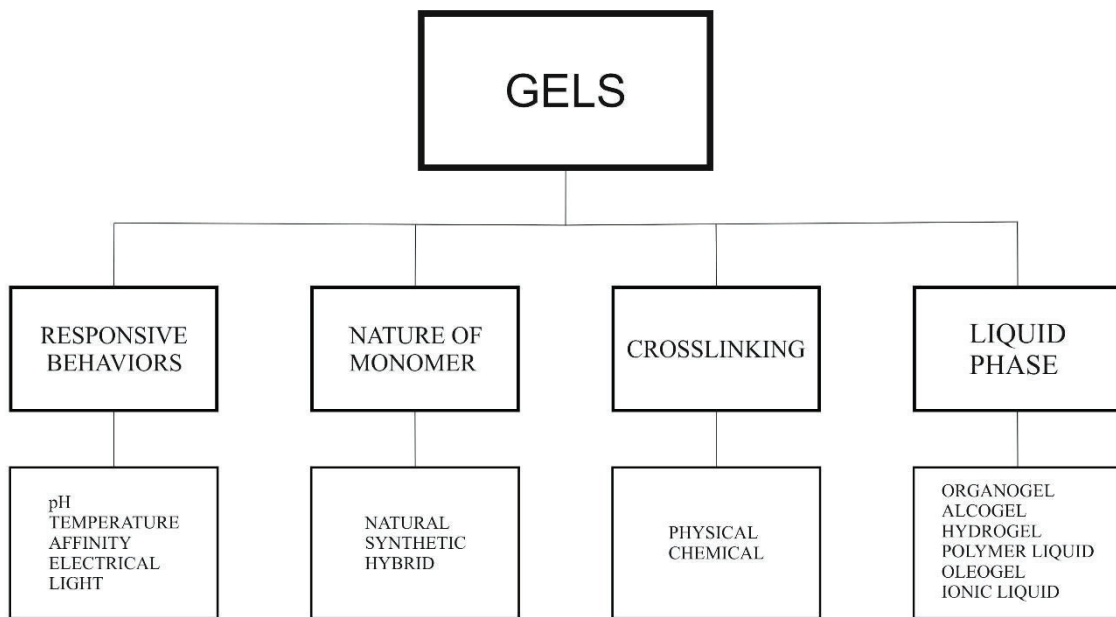 GELS
RESPONSIVE
BEHAVIORS
NATURE OF
MONOMER
CROSSLINKING
LIQUID
PHASE
pH
TEMPERATURE
AFFINITY
ELECTRICAL
LIGHT
NATURAL
SYNTHETIC
HYBRID
PHYSICAL
CHEMICAL
ORGANOGEL
ALCOGEL
HYDROGEL
POLYMER LIQUID
OLEOGEL
IONIC LIQUID